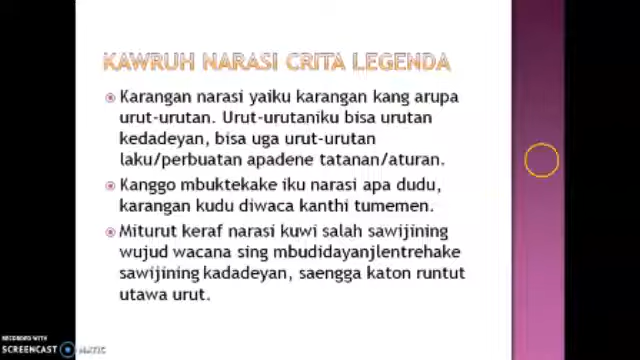 KAWRUH NARASI CRITA LEGENDA
Karangan narasi yaiku karangan kang arupa
urut-urutan. Urut-urutaniku bisa urutan
kedadeyan, bisa uga urut-urutan
laku/perbuatan apadene tatanan/aturan.
Kanggo mbuktekake iku narasi apa dudu,
karangan kudu diwaca kanthi tumemen.
Miturut keraf narasi kuwi salah sawijining
wujud wacana sing mbudidayanjlentrehake
sawijining kadadeyan, saengga katon runtut
utawa urut.
RECORDED WITH
SCREENCAST MATIC